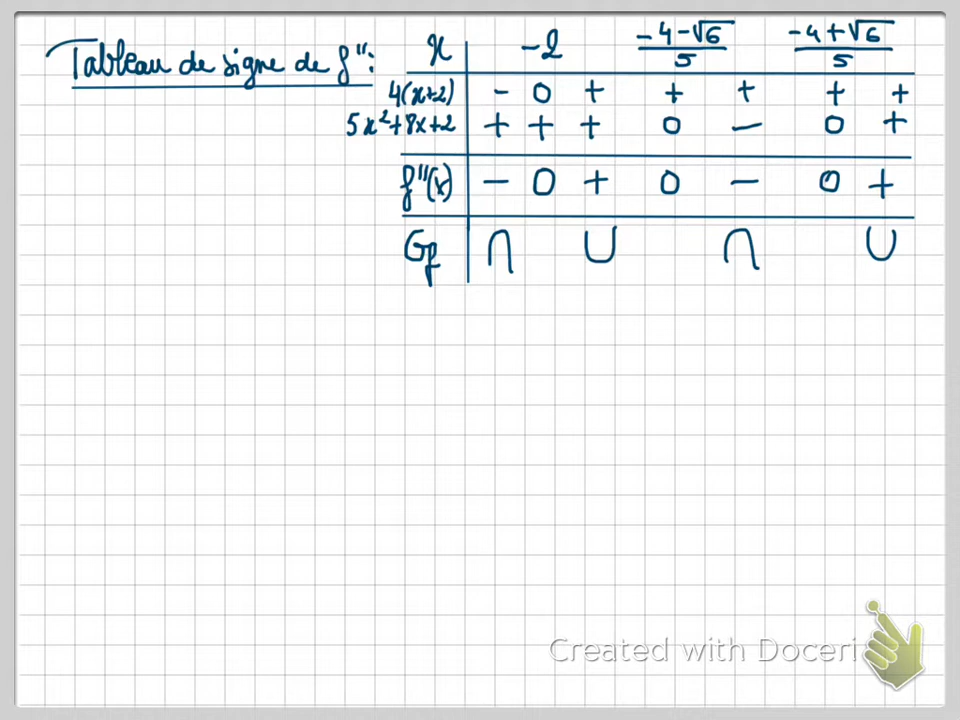 Tableau de signe de f'':
x -2 (-4-√6)/5 (-4+√6)/5
4(x+2) - 0 + + + + +
5x²+8x+2 + + + 0 - 0 +
f''(x) - 0 + 0 - 0 +
Gf ∩ ∪ ∩ ∪
Created with Doceri